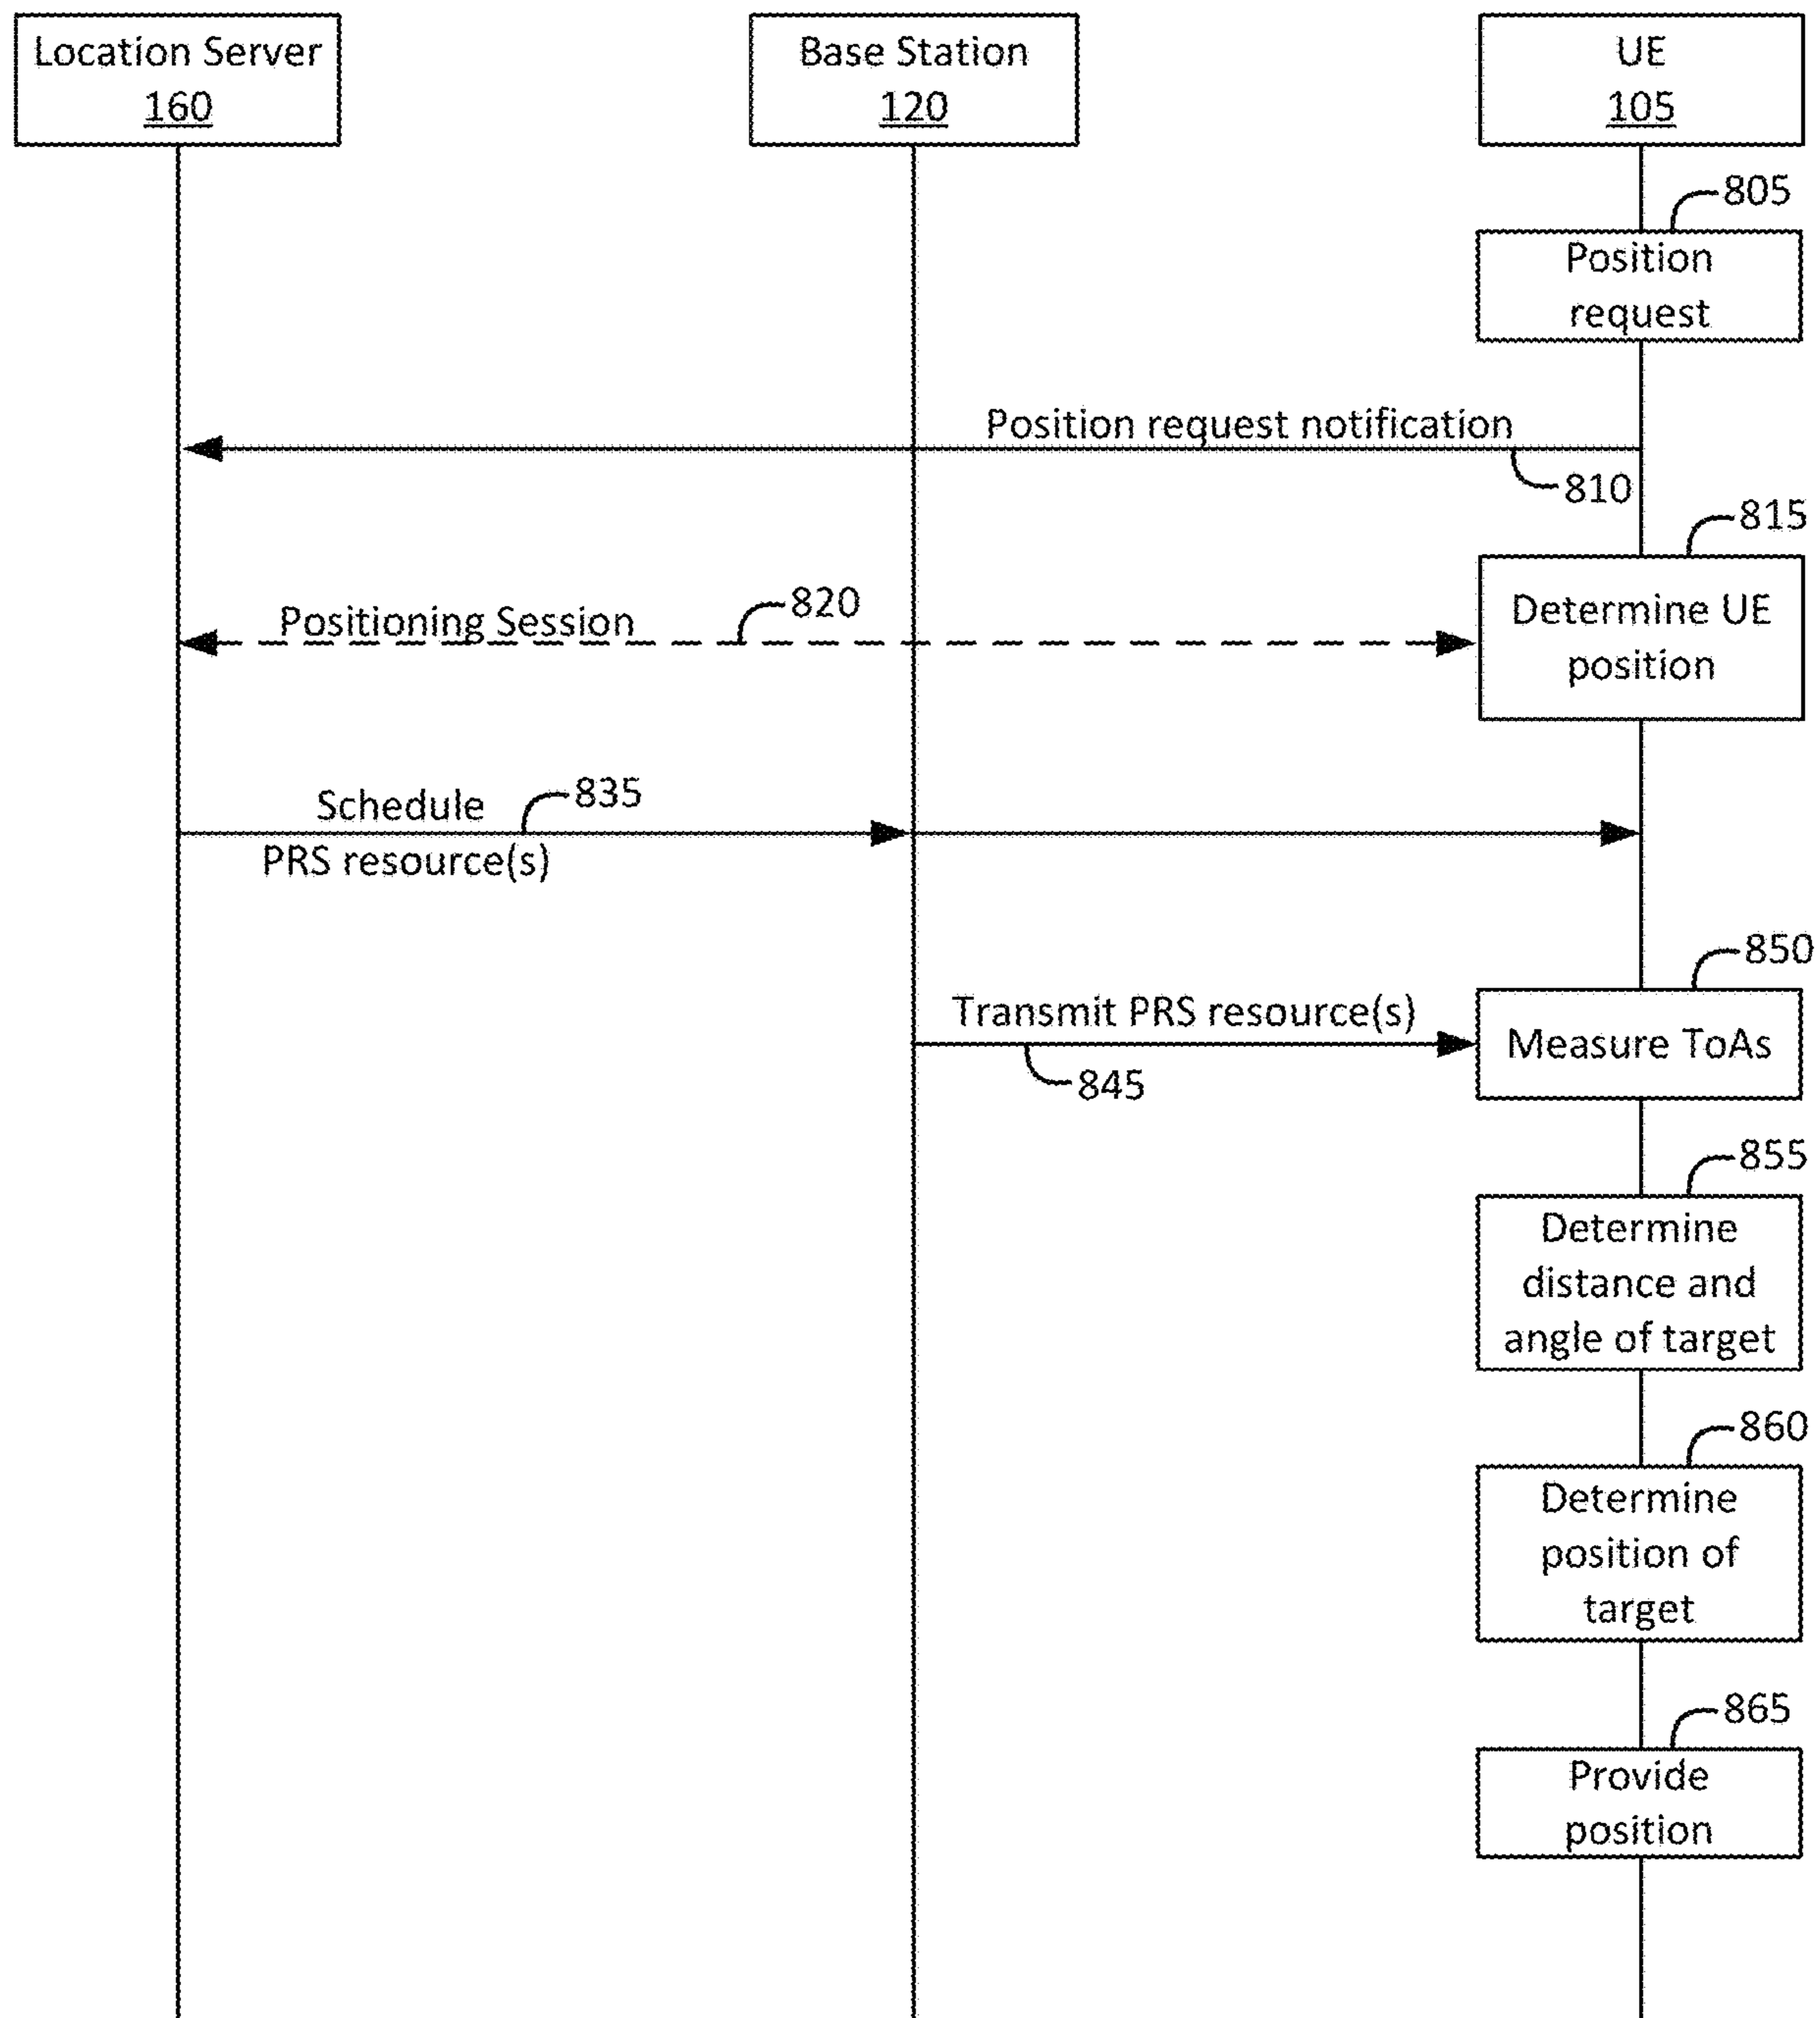 Location Server
160
Base Station
120
UE
105
805
Position
request
Position request notification
810
815
Determine UE
position
Positioning Session
820
Schedule
835
PRS resource(s)
850
Transmit PRS resource(s)
Measure ToAs
845
855
Determine
distance and
angle of target
860
Determine
position of
target
865
Provide
position